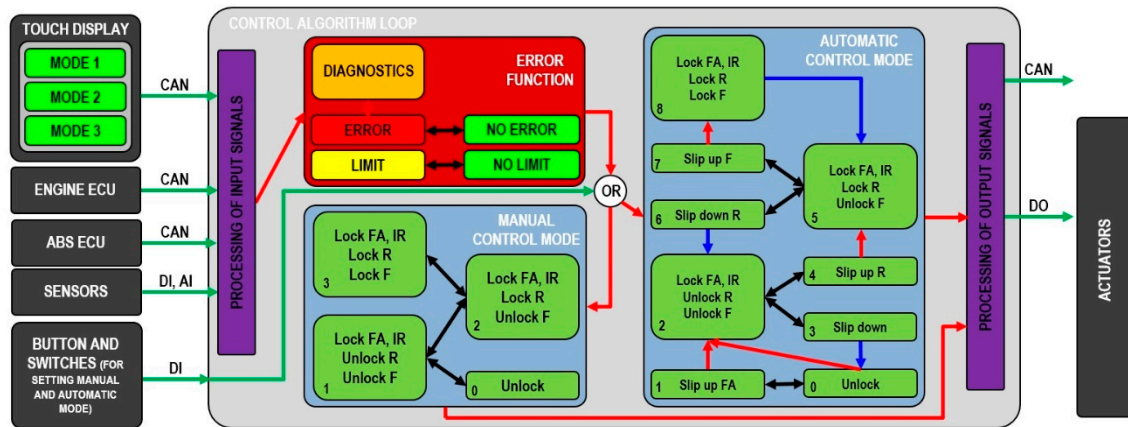 TOUCH DISPLAY
MODE 1
MODE 2
MODE 3
ENGINE ECU
ABS ECU
SENSORS
BUTTON AND
SWITCHES (FOR
SETTING MANUAL
AND AUTOMATIC
MODE)
CAN
CAN
CAN
DI, AI
DI
CONTROL ALGORITHM LOOP
PROCESSING OF INPUT SIGNALS
ERROR
FUNCTION
DIAGNOSTICS
ERROR
NO ERROR
LIMIT
NO LIMIT
OR
MANUAL
CONTROL MODE
Lock FA, IR
Lock R
Lock F
3
Lock FA, IR
Lock R
Unlock F
2
Lock FA, IR
Unlock R
Unlock F
1
0 Unlock
AUTOMATIC
CONTROL MODE
Lock FA, IR
Lock R
Lock F
8
7 Slip up F
Lock FA, IR
Lock R
Unlock F
5
6 Slip down R
Lock FA, IR
Unlock R
Unlock F
2
4 Slip up R
3 Slip down
1 Slip up FA
0 Unlock
PROCESSING OF OUTPUT SIGNALS
CAN
DO
ACTUATORS